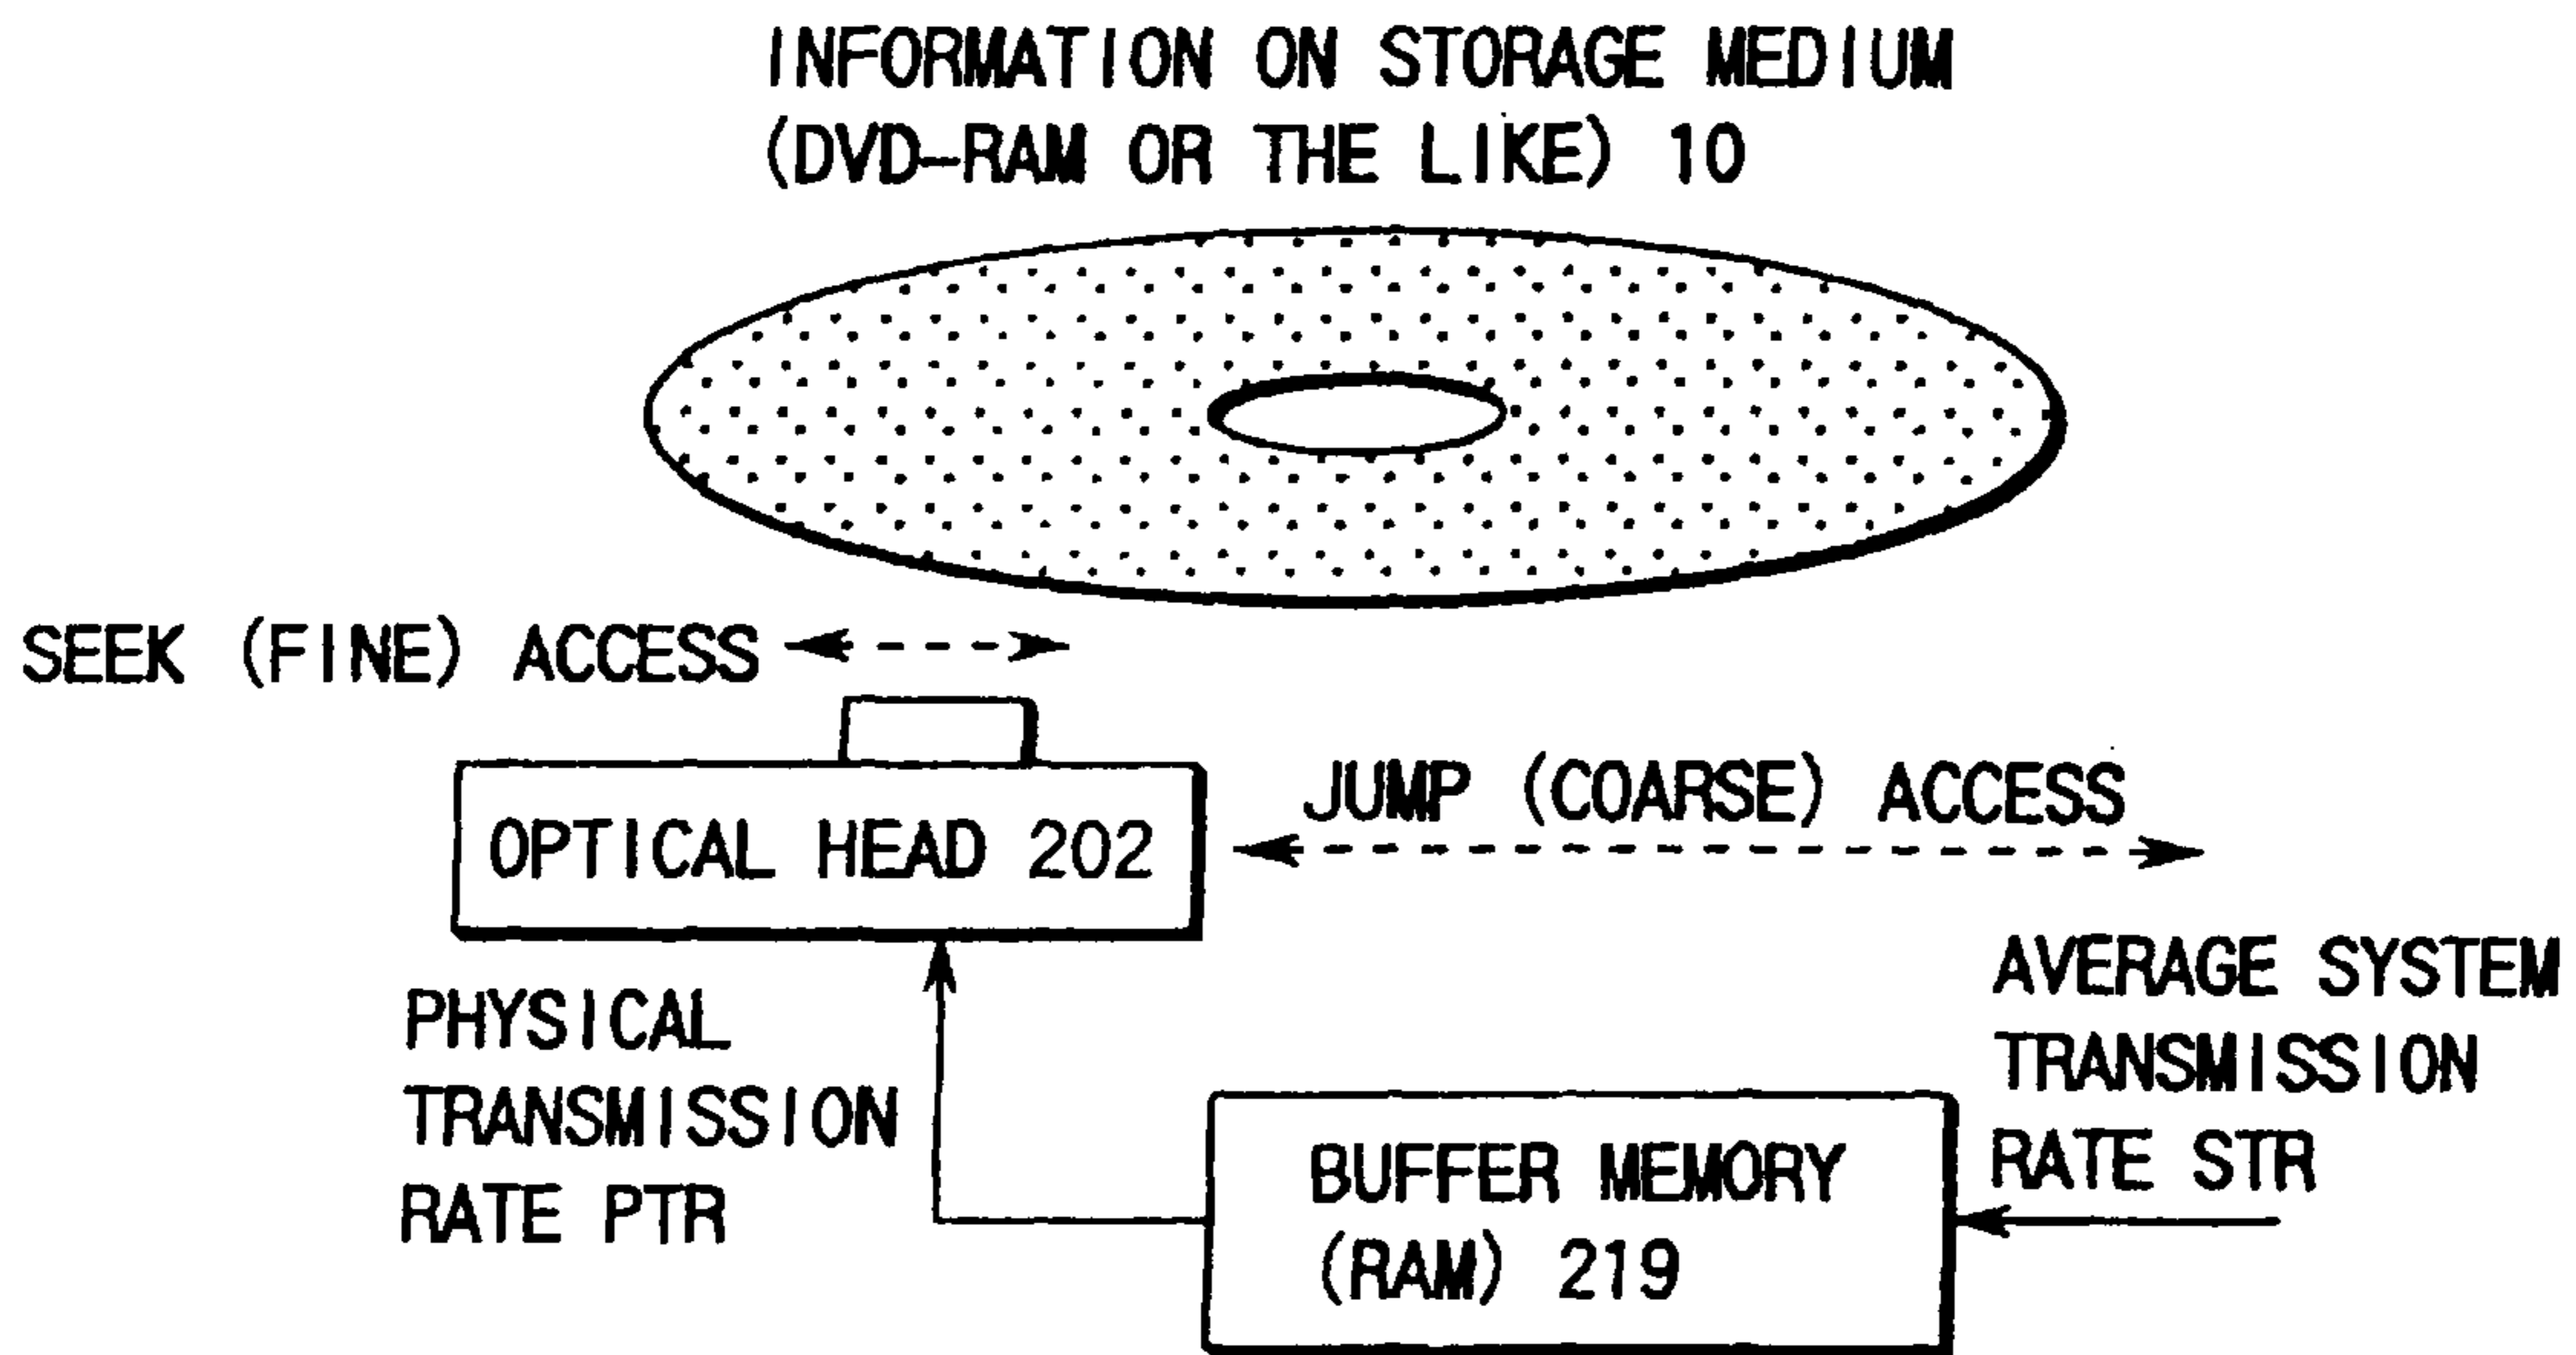 INFORMATION ON STORAGE MEDIUM
(DVD-RAM OR THE LIKE) 10
SEEK (FINE) ACCESS
OPTICAL HEAD 202
JUMP (COARSE) ACCESS
PHYSICAL
TRANSMISSION
RATE PTR
AVERAGE SYSTEM
TRANSMISSION
RATE STR
BUFFER MEMORY
(RAM) 219